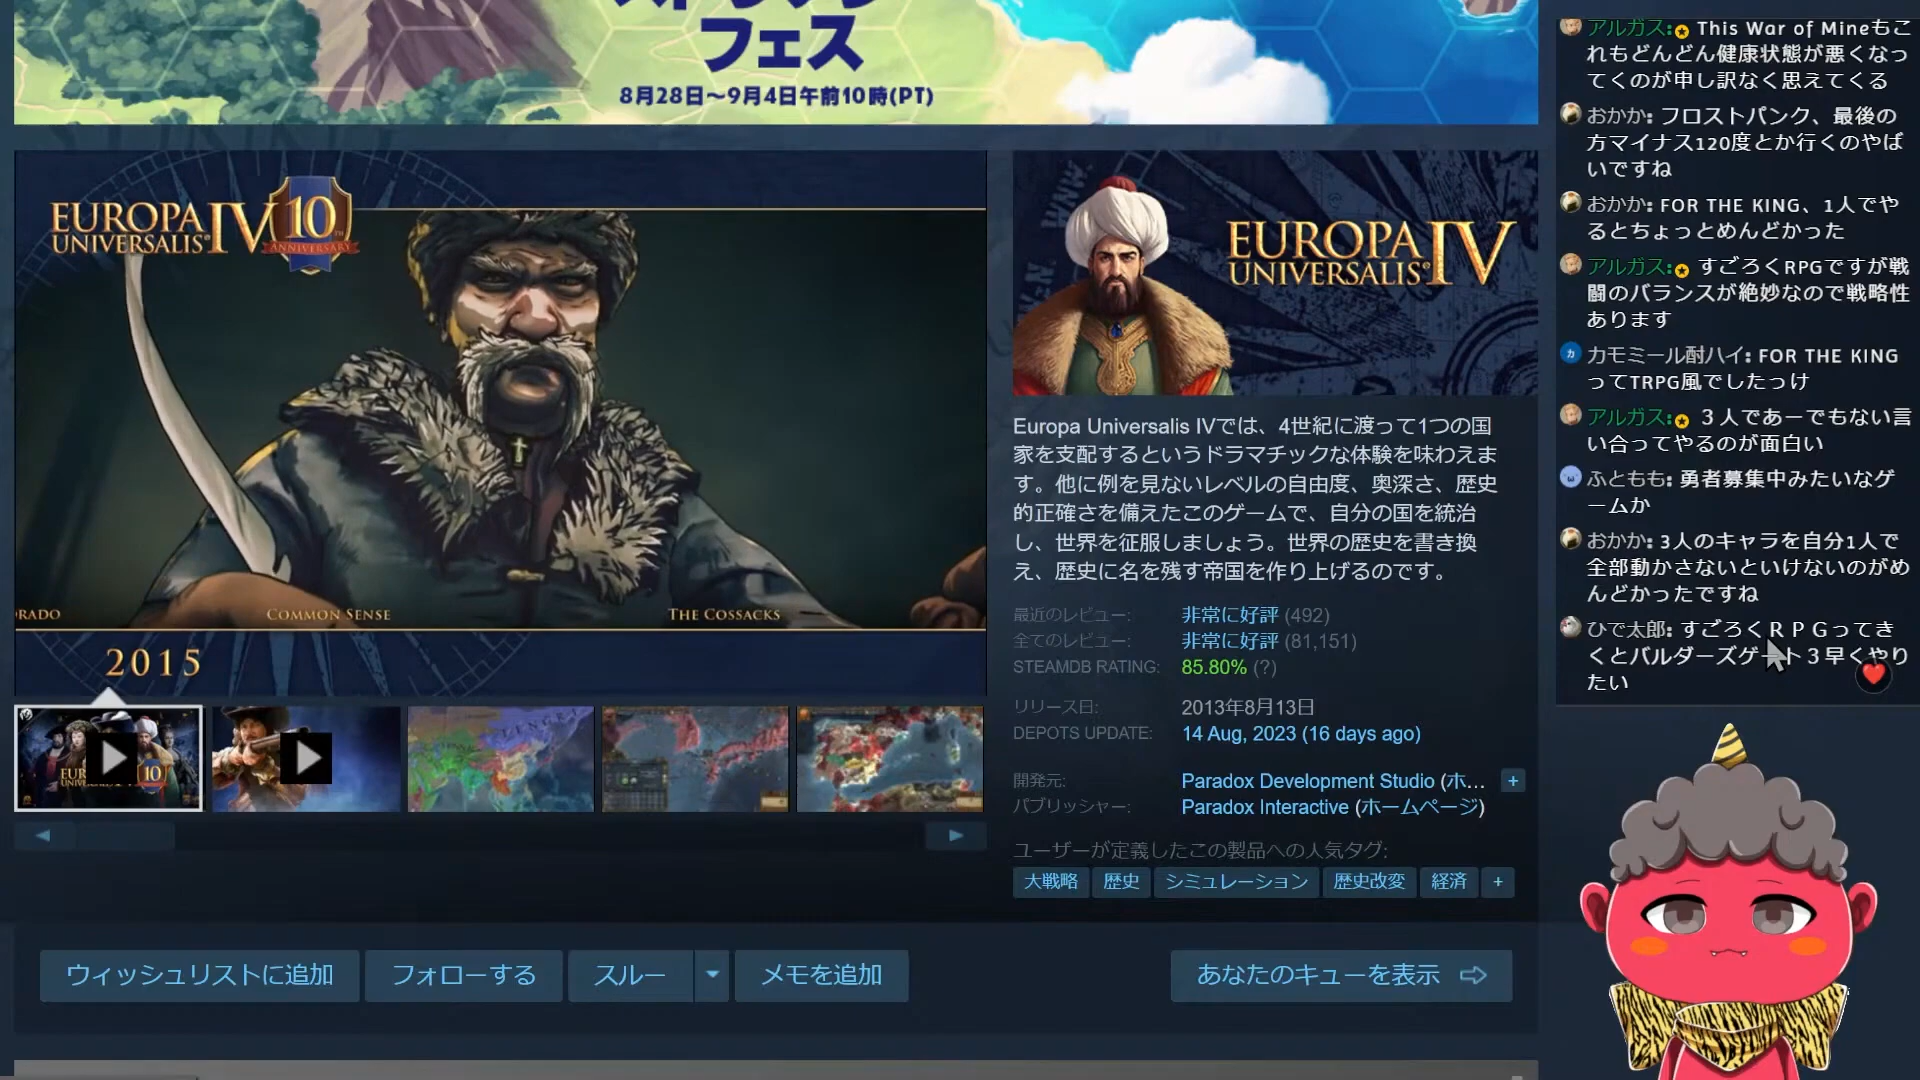 フェス
8月28日～9月4日午前10時(PT)
EUROPA
UNIVERSALIS IV
10TH
ANNIVERSARY
RADO
COMMON SENSE
THE COSSACKS
2015
EUROPA
UNIVERSALIS IV
Europa Universalis IVでは、4世紀に渡って1つの国
家を支配するというドラマチックな体験を味わえま
す。他に例を見ないレベルの自由度、奥深さ、歴史
的正確さを備えたこのゲームで、自分の国を統治
し、世界を征服しましょう。世界の歴史を書き換
え、歴史に名を残す帝国を作り上げるのです。
最近のレビュー: 非常に好評 (492)
全てのレビュー: 非常に好評 (81,151)
STEAMDB RATING: 85.80% (?)
リリース日: 2013年8月13日
DEPOTS UPDATE: 14 Aug, 2023 (16 days ago)
開発元: Paradox Development Studio (ホ... +
パブリッシャー: Paradox Interactive (ホームページ)
ユーザーが定義したこの製品への人気タグ:
大戦略 歴史 シミュレーション 歴史改変 経済 +
ウィッシュリストに追加 フォローする スルー メモを追加 あなたのキューを表示
アルガス: This War of Mineもこ
れもどんどん健康状態が悪くなっ
てくのが申し訳なく思えてくる
おかか: フロストパンク、最後の
方マイナス120度とか行くのやば
いですね
おかか: FOR THE KING、1人でや
るとちょっとめんどかった
アルガス: すごろくRPGですが戦
闘のバランスが絶妙なので戦略性
あります
カ カモミール酎ハイ: FOR THE KING
ってTRPG風でしたっけ
アルガス: ３人であーでもない言
い合ってやるのが面白い
ふともも: 勇者募集中みたいなゲ
ームか
おかか: 3人のキャラを自分1人で
全部動かさないといけないのがめ
んどかったですね
ひで太郎: すごろくＲＰＧってき
くとバルダーズゲート３早くやり
たい